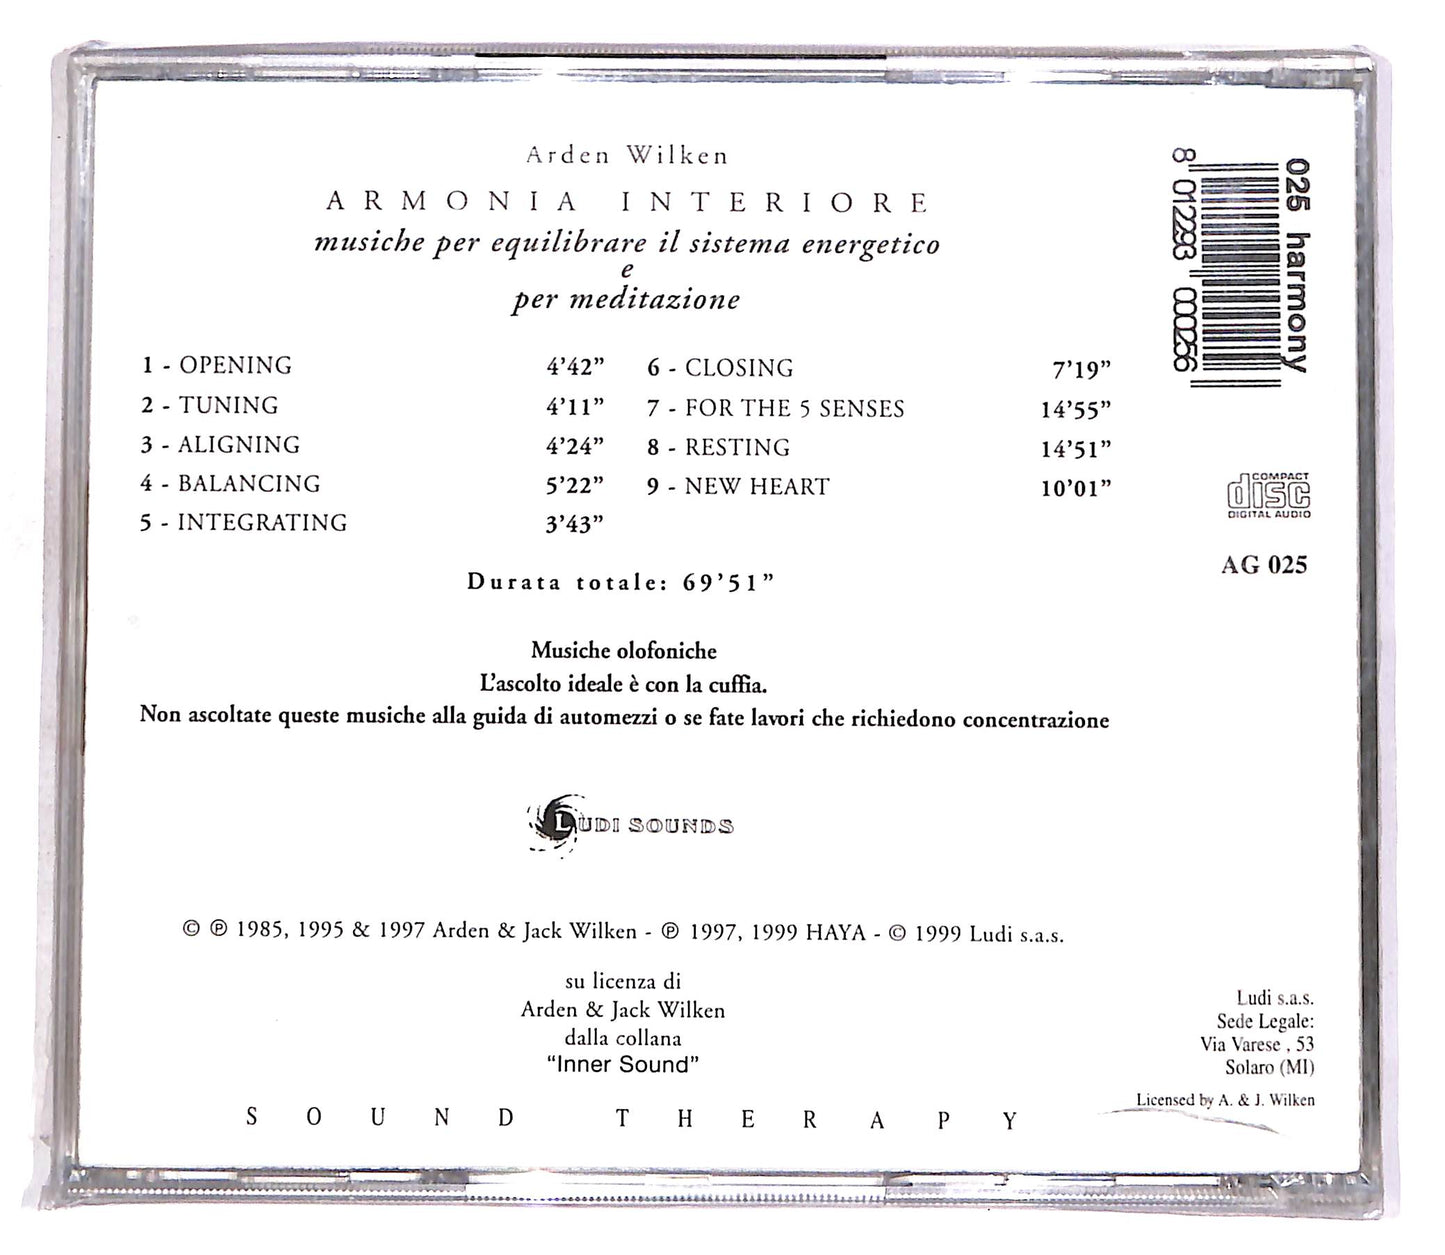 Arden Wilken
ARMONIA INTERIORE
musiche per equilibrare il sistema energetico
e
per meditazione
1 - OPENING 4'42”
2 - TUNING 4'11”
3 - ALIGNING 4'24”
4 - BALANCING 5'22”
5 - INTEGRATING 3'43”
6 - CLOSING 7'19”
7 - FOR THE 5 SENSES 14'55”
8 - RESTING 14'51”
9 - NEW HEART 10'01”
Durata totale: 69'51”
Musiche olofoniche
L'ascolto ideale è con la cuffia.
Non ascoltate queste musiche alla guida di automezzi o se fate lavori che richiedono concentrazione
LUDI SOUNDS
© ℗ 1985, 1995 & 1997 Arden & Jack Wilken - ℗ 1997, 1999 HAYA - © 1999 Ludi s.a.s.
su licenza di
Arden & Jack Wilken
dalla collana
“Inner Sound”
SOUND THERAPY
025 harmony
8 012293 000256
COMPACT
disc
DIGITAL AUDIO
AG 025
Ludi s.a.s.
Sede Legale:
Via Varese , 53
Solaro (MI)
Licensed by A. & J. Wilken